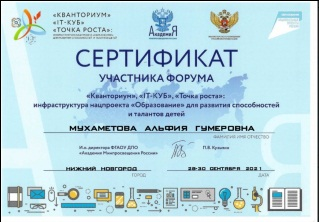 «КВАНТОРИУМ»
«IT-КУБ»
«ТОЧКА РОСТА»:
АкадемиЯ
СЕРТИФИКАТ
УЧАСТНИКА ФОРУМА
«Кванториум», «IT-КУБ», «Точка роста»:
инфраструктура нацпроекта «Образование» для развития способностей
и талантов детей
МУХАМЕТОВА АЛЬФИЯ ГУМЕРОВНА
ФАМИЛИЯ ИМЯ ОТЧЕСТВО
И.о. директора ФГАОУ ДПО
«Академия Минпросвещения России»
П.В. Кузьмин
НИЖНИЙ НОВГОРОД
28-30 СЕНТЯБРЯ 2021
ГОРОД
ДАТА